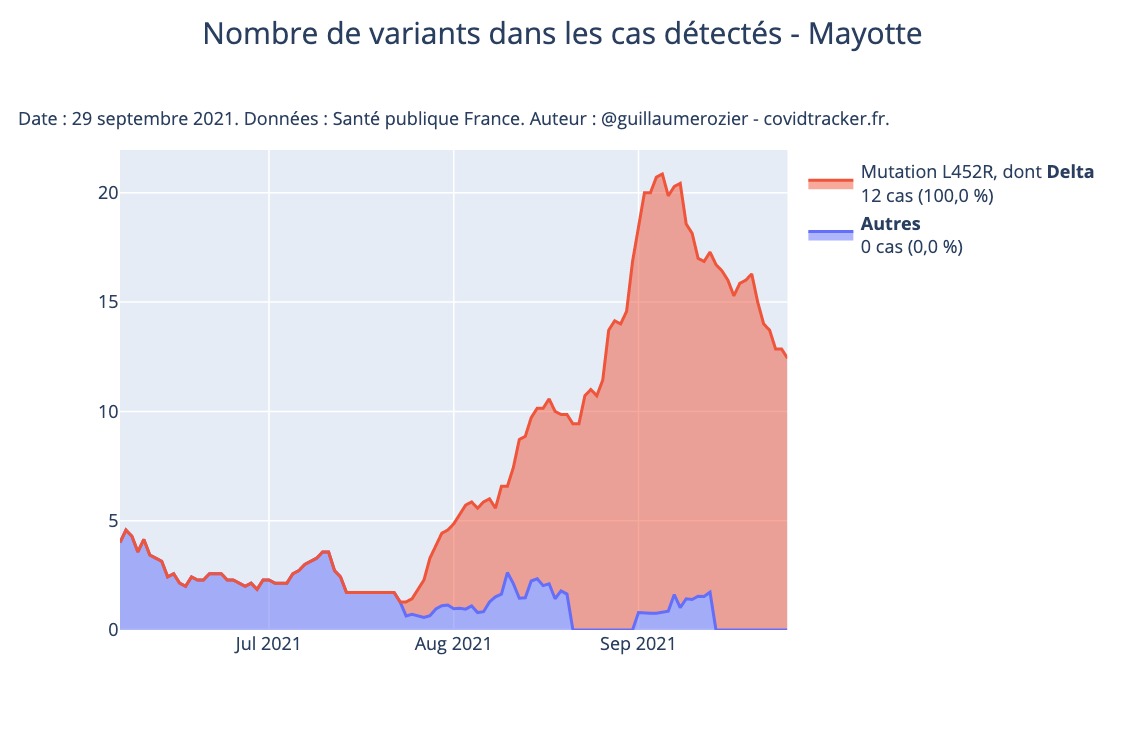 Nombre de variants dans les cas détectés - Mayotte
Date : 29 septembre 2021. Données : Santé publique France. Auteur : @guillaumerozier - covidtracker.fr.
Mutation L452R, dont Delta
12 cas (100,0 %)
Autres
0 cas (0,0 %)
20
15
10
5
0
Jul 2021
Aug 2021
Sep 2021